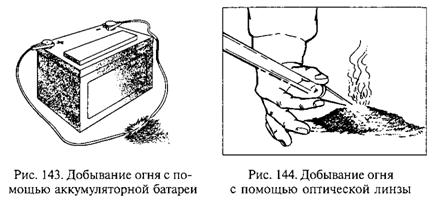 Рис. 143. Добывание огня с по-
мощью аккумуляторной батареи
Рис. 144. Добывание огня
с помощью оптической линзы